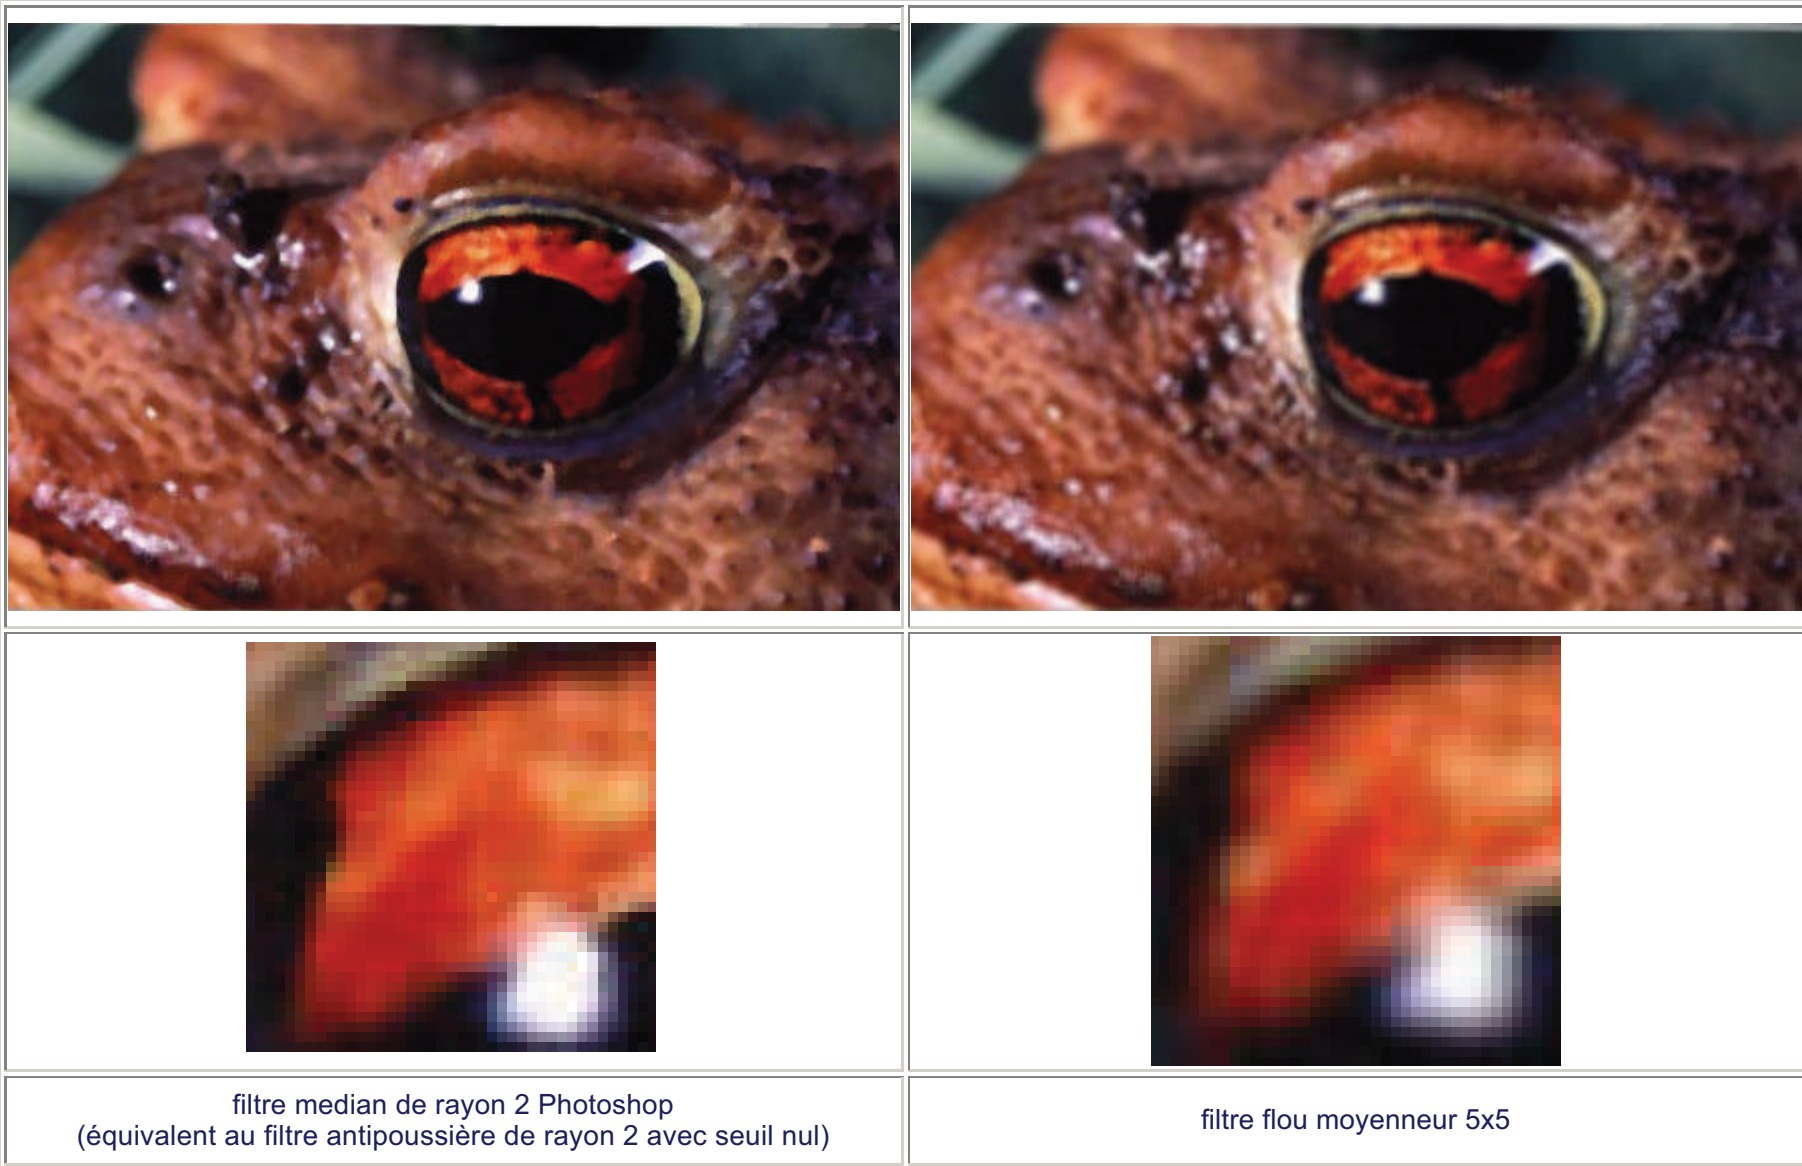 filtre median de rayon 2 Photoshop
(équivalent au filtre antipoussière de rayon 2 avec seuil nul)
filtre flou moyenneur 5x5